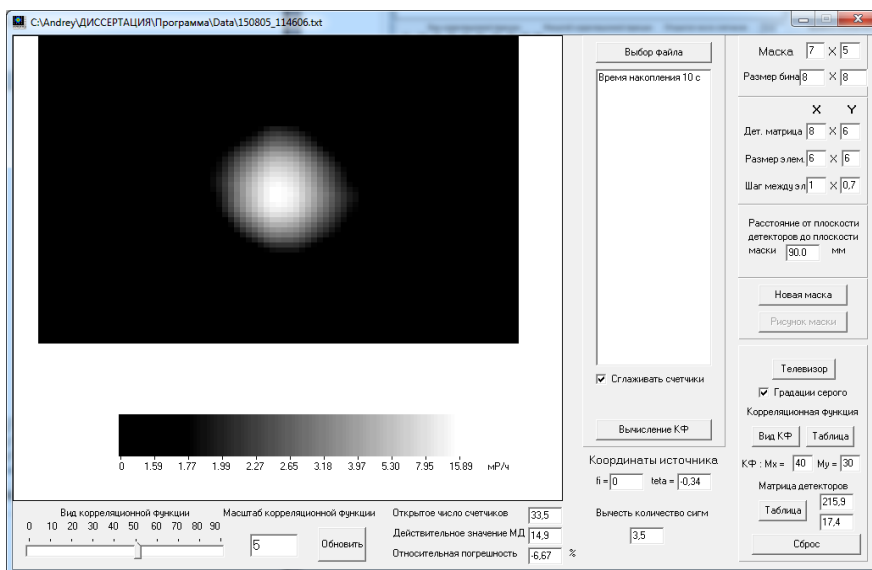 C:\Andrey\ДИССЕРТАЦИЯ\Программа\Data\150805_114606.txt
Выбор файла
Время накопления 10 с
Сглаживать счетчики
Вычисление КФ
Координаты источника
fi = 0 teta = -0,34
Вычесть количество сигм
3,5
Маска 7 X 5
Размер бина 8 X 8
X Y
Дет. матрица 8 X 6
Размер элем. 6 X 6
Шаг между эл 1 X 0,7
Расстояние от плоскости
детекторов до плоскости
маски 90.0 мм
Новая маска
Рисунок маски
Телевизор
Градации серого
Корреляционная функция
Вид КФ Таблица
КФ : Mx = 40 My = 30
Матрица детекторов
Таблица 215,9
17,4
Сброс
0 1.59 1.77 1.99 2.27 2.65 3.18 3.97 5.30 7.95 15.89 мР/ч
Вид корреляционной функции
0 10 20 30 40 50 60 70 80 90
Масштаб корреляционной функции
5 Обновить
Открытое число счетчиков 33,5
Действительное значение МД 14,9
Относительная погрешность -6,67 %